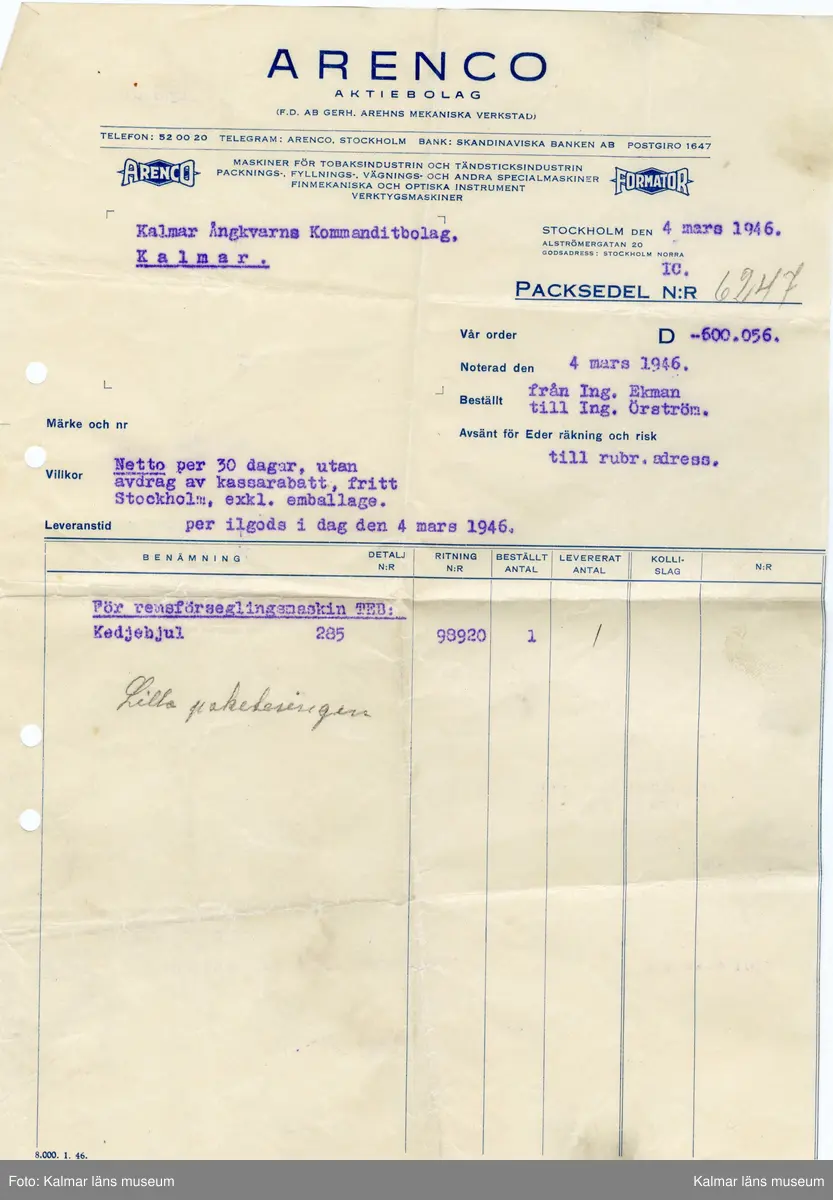 ARENCO
AKTIEBOLAG
(F.D. AB GERH. AREHNS MEKANISKA VERKSTAD)
TELEFON: 52 00 20 TELEGRAM: ARENCO, STOCKHOLM BANK: SKANDINAVISKA BANKEN AB POSTGIRO 1647
ARENCO
MASKINER FÖR TOBAKSINDUSTRIN OCH TÄNDSTICKSINDUSTRIN
PACKNINGS-, FYLLNINGS-, VÄGNINGS- OCH ANDRA SPECIALMASKINER
FINMEKANISKA OCH OPTISKA INSTRUMENT
VERKTYGSMASKINER
FORMATOR
Kalmar Ångkvarns Kommanditbolag,
Kalmar.
STOCKHOLM DEN 4 mars 1946.
ALSTRÖMERGATAN 20
GODSADRESS: STOCKHOLM NORRA
IC.
PACKSEDEL N:R 6247
Vår order D -600.056.
Noterad den 4 mars 1946.
Beställt från Ing. Ekman
till Ing. Örström.
Märke och nr
Avsänt för Eder räkning och risk
till rubr. adress.
Villkor Netto per 30 dagar, utan
avdrag av kassarabatt, fritt
Stockholm, exkl. emballage.
Leveranstid per ilgods i dag den 4 mars 1946.
BENÄMNING DETALJ N:R RITNING N:R BESTÄLLT ANTAL LEVERERAT ANTAL KOLLI-SLAG N:R
För remsförseglingsmaskin TEB:
Kedjehjul 285 98920 1 1
Lilla paketeringen
8.000. 1. 46.
Foto: Kalmar läns museum
Kalmar läns museum